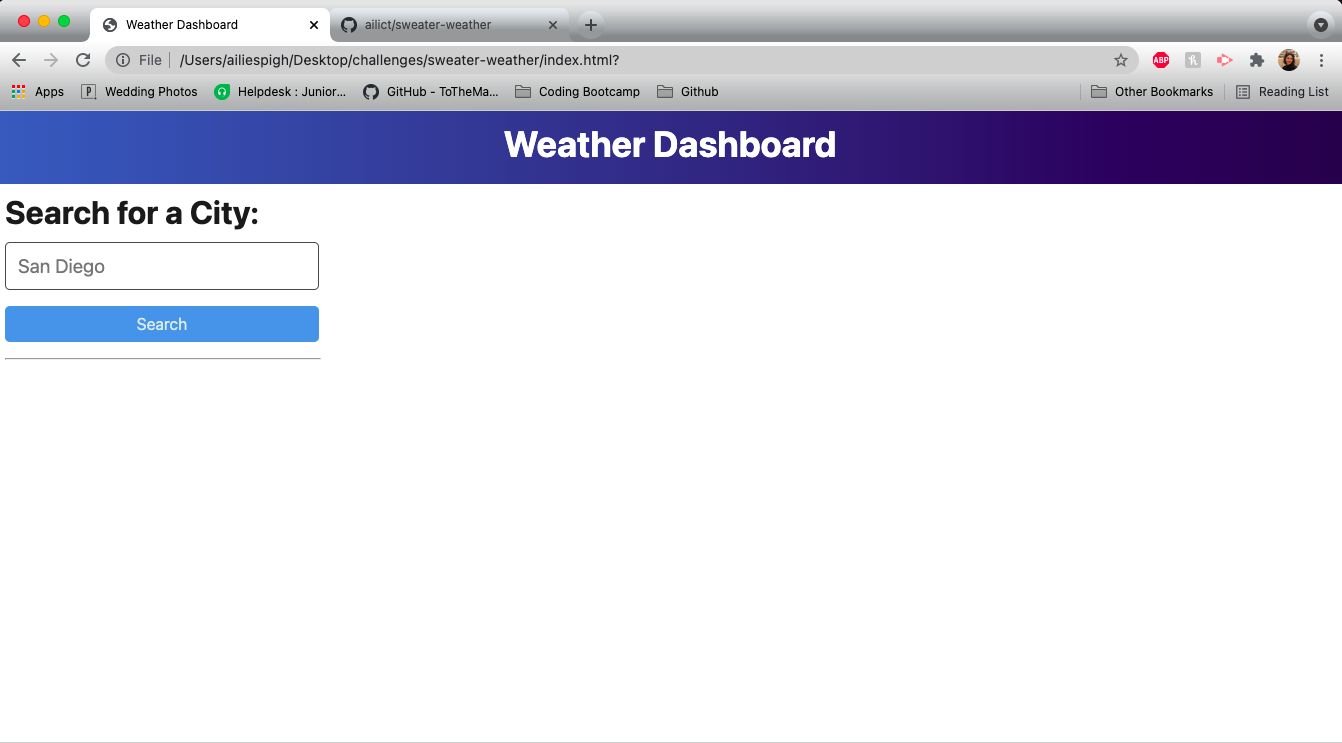 Weather Dashboard
ailict/sweater-weather
File /Users/ailiespigh/Desktop/challenges/sweater-weather/index.html?
ABP
Apps P Wedding Photos Helpdesk : Junior... GitHub - ToTheMa... Coding Bootcamp Github Other Bookmarks Reading List
Weather Dashboard
Search for a City:
San Diego
Search